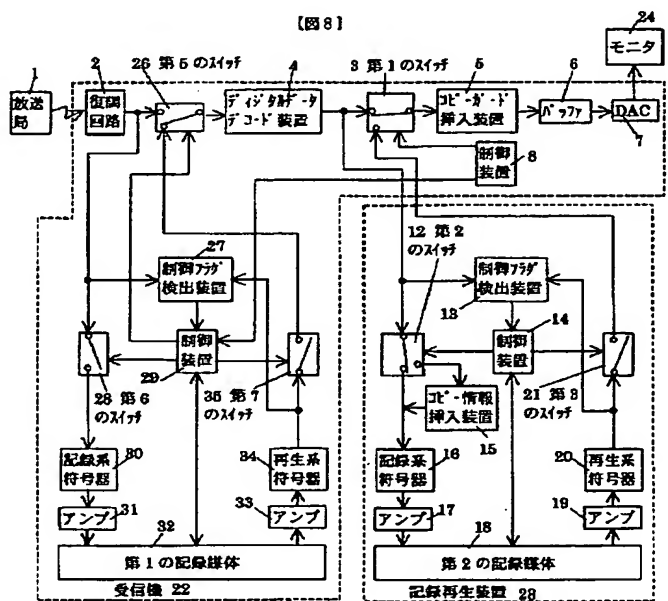 【図8】
24
モニタ
1
放送局
2
復調
回路
26 第5のスイッチ
4
ディジタルデータ
デコード装置
3 第1のスイッチ
5
コピーガード
挿入装置
6
バッファ
DAC
7
制御
装置
8
12 第2
のスイッチ
27
制御フラグ
検出装置
制御フラグ
検出装置
13
14
制御
装置
29
28 第6
のスイッチ
35 第7
のスイッチ
制御
装置
21 第3
のスイッチ
コピー情報
挿入装置
15
30
記録系
符号器
34
再生系
符号器
記録系
符号器
16
再生系
符号器
20
アンプ
31
32
33
アンプ
アンプ
17
18
19
アンプ
第1の記録媒体
第2の記録媒体
受信機 22
記録再生装置 23